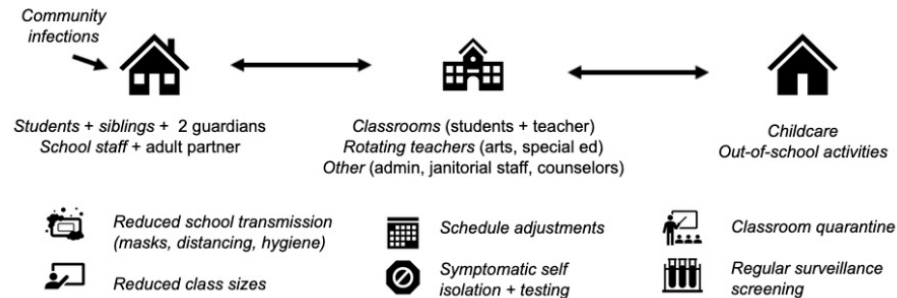 Community
infections
Students + siblings + 2 guardians
School staff + adult partner
Classrooms (students + teacher)
Rotating teachers (arts, special ed)
Other (admin, janitorial staff, counselors)
Childcare
Out-of-school activities
Reduced school transmission
(masks, distancing, hygiene)
Schedule adjustments
Classroom quarantine
Reduced class sizes
Symptomatic self
isolation + testing
Regular surveillance
screening